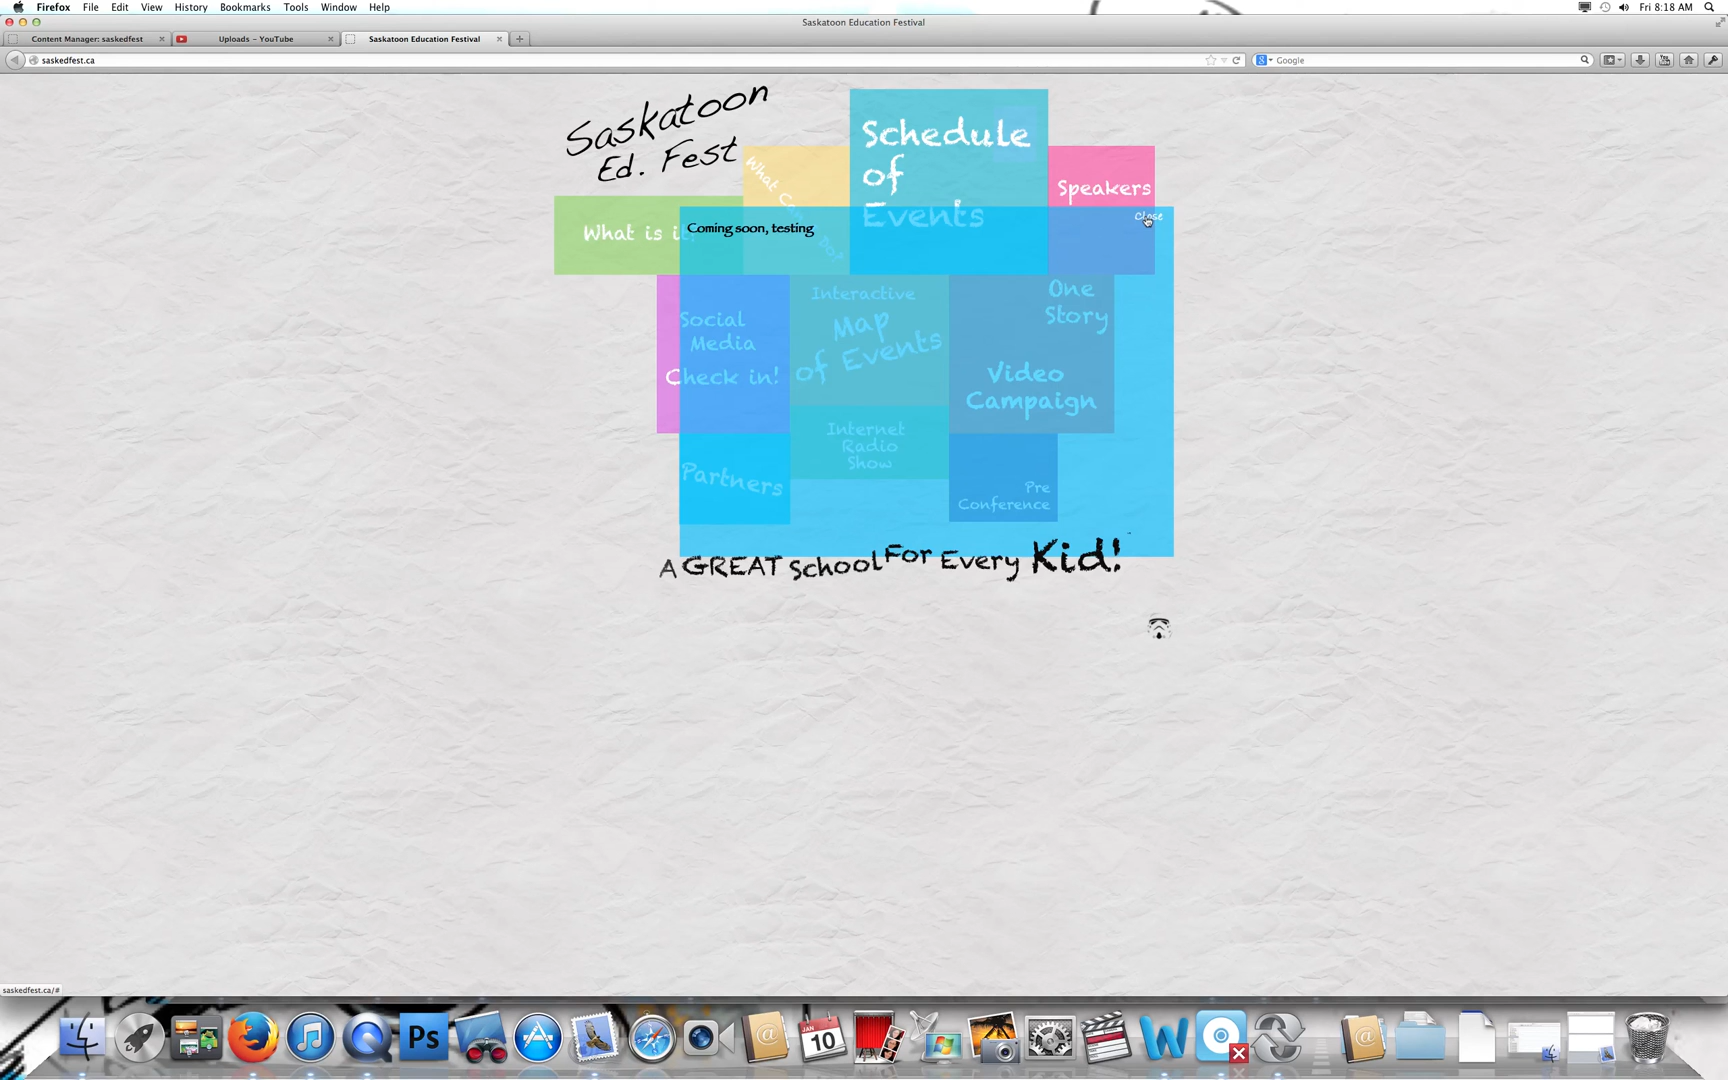 Firefox File Edit View History Bookmarks Tools Window Help
Fri 8:18 AM
Saskatoon Education Festival
Content Manager: saskedfest
Uploads - YouTube
Saskatoon Education Festival
saskedfest.ca
Google
Saskatoon
Ed. Fest
Schedule
of
Events
Speakers
Close
What is it
Coming soon, testing
Social
Media
Check in!
Interactive
Map
of Events
One
Story
Video
Campaign
Internet
Radio
Show
Partners
Pre
Conference
A GREAT School For Every Kid!
saskedfest.ca/#
Ps
JAN
10
W